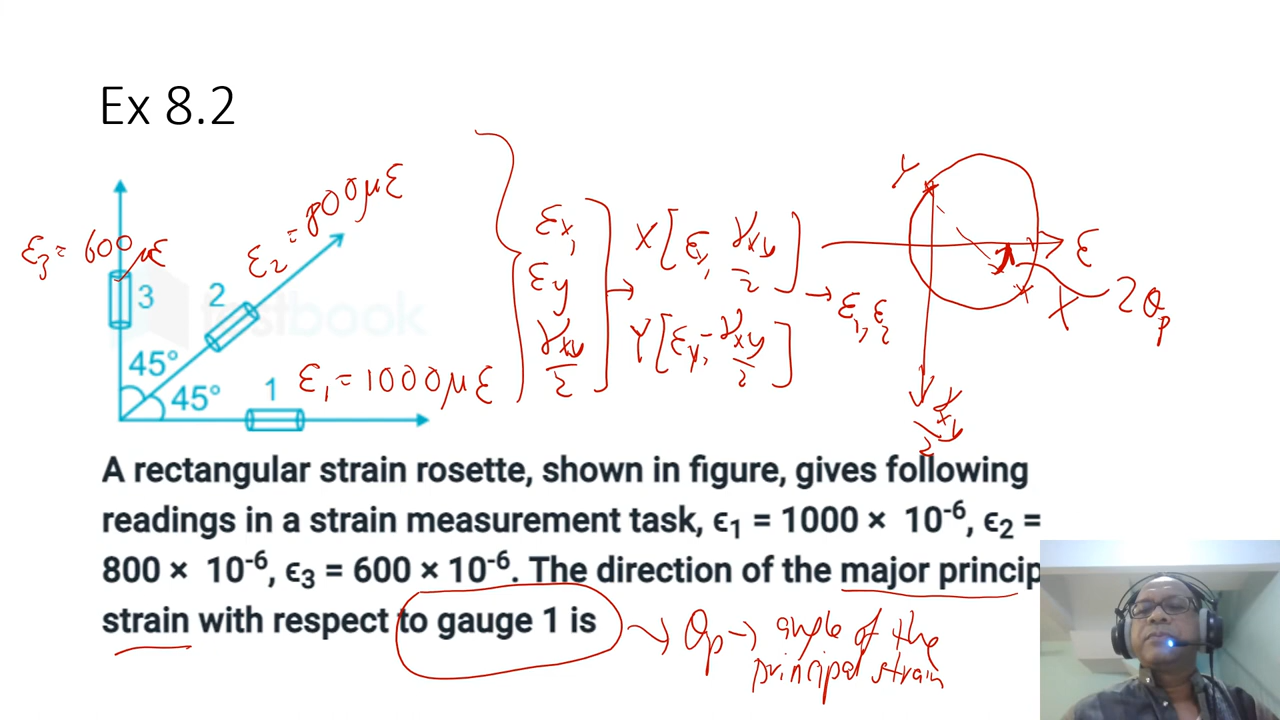 Ex 8.2
ε₃ = 600 με
ε₂ = 800 με
3
2
45°
45°
1
ε₁ = 1000 με
εx,
εy
γxy/2
X [εx, γxy/2]
Y [εy, -γxy/2]
ε₁, ε₂
Y
ε
X
2θp
γxy/2
A rectangular strain rosette, shown in figure, gives following
readings in a strain measurement task, ϵ₁ = 1000 × 10⁻⁶, ϵ₂ =
800 × 10⁻⁶, ϵ₃ = 600 × 10⁻⁶. The direction of the major princip
strain with respect to gauge 1 is
θp → angle of the
principal strain